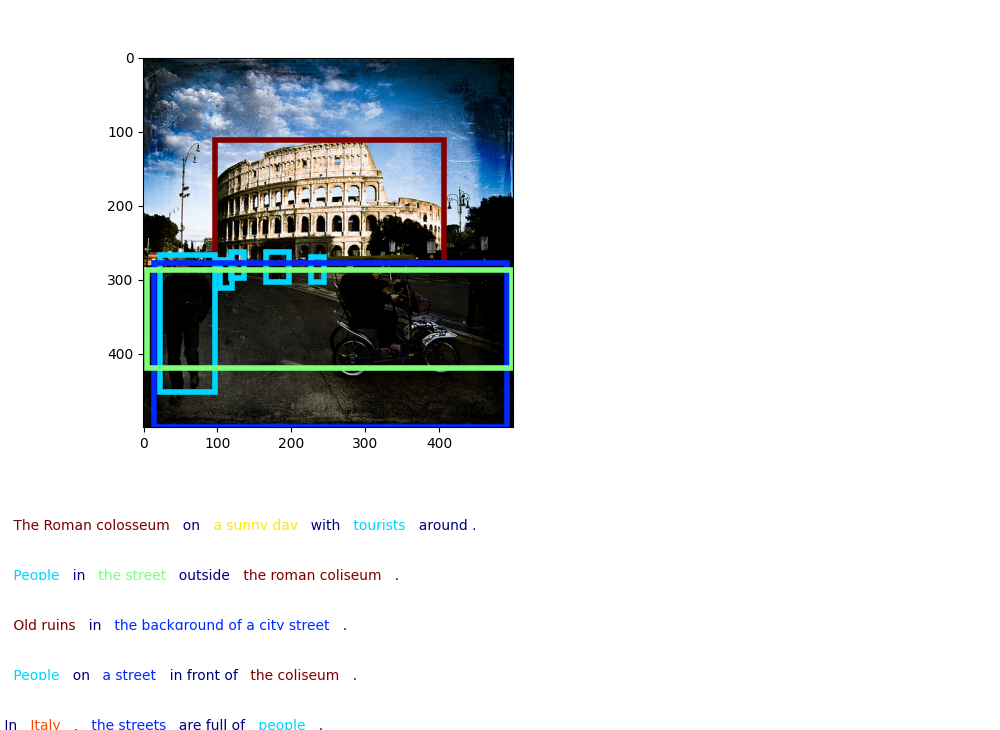 0
100
200
300
400
0 100 200 300 400
The Roman colosseum on a sunny day with tourists around .
People in the street outside the roman coliseum .
Old ruins in the background of a city street .
People on a street in front of the coliseum .
In Italy , the streets are full of people .